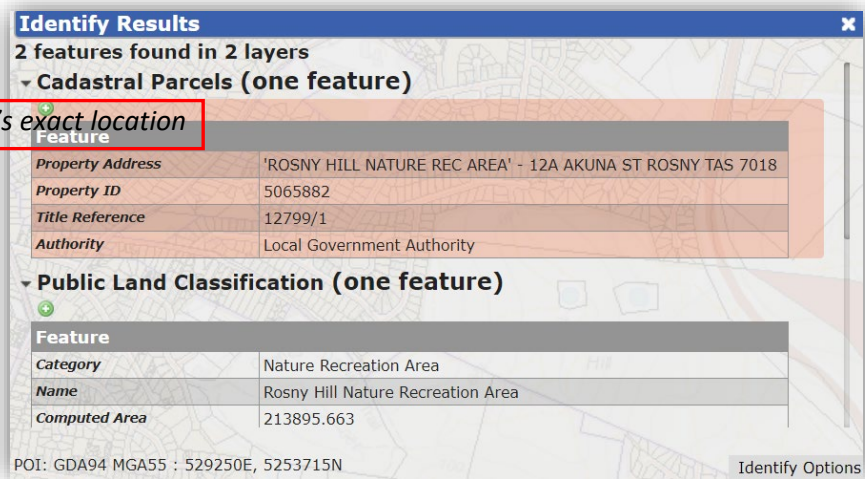 Identify Results
2 features found in 2 layers
Cadastral Parcels (one feature)
's exact location
Feature
Property Address 'ROSNY HILL NATURE REC AREA' - 12A AKUNA ST ROSNY TAS 7018
Property ID 5065882
Title Reference 12799/1
Authority Local Government Authority
Public Land Classification (one feature)
Feature
Category Nature Recreation Area
Name Rosny Hill Nature Recreation Area
Computed Area 213895.663
Hill
POI: GDA94 MGA55 : 529250E, 5253715N
Identify Options